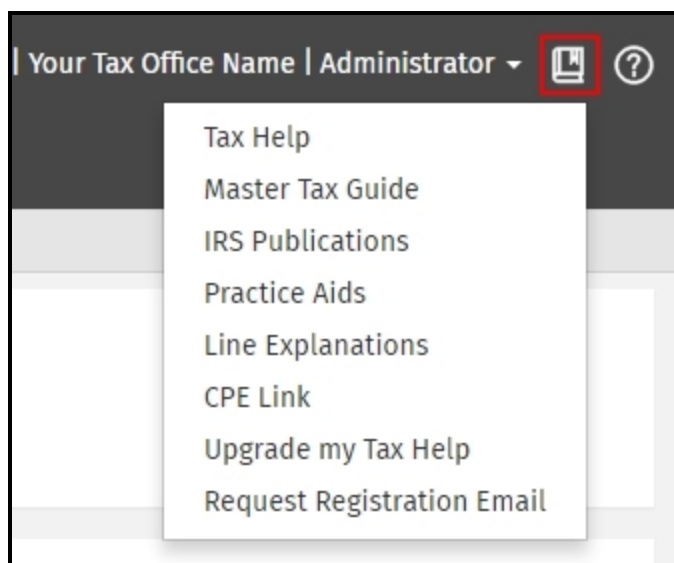 | Your Tax Office Name | Administrator
Tax Help
Master Tax Guide
IRS Publications
Practice Aids
Line Explanations
CPE Link
Upgrade my Tax Help
Request Registration Email